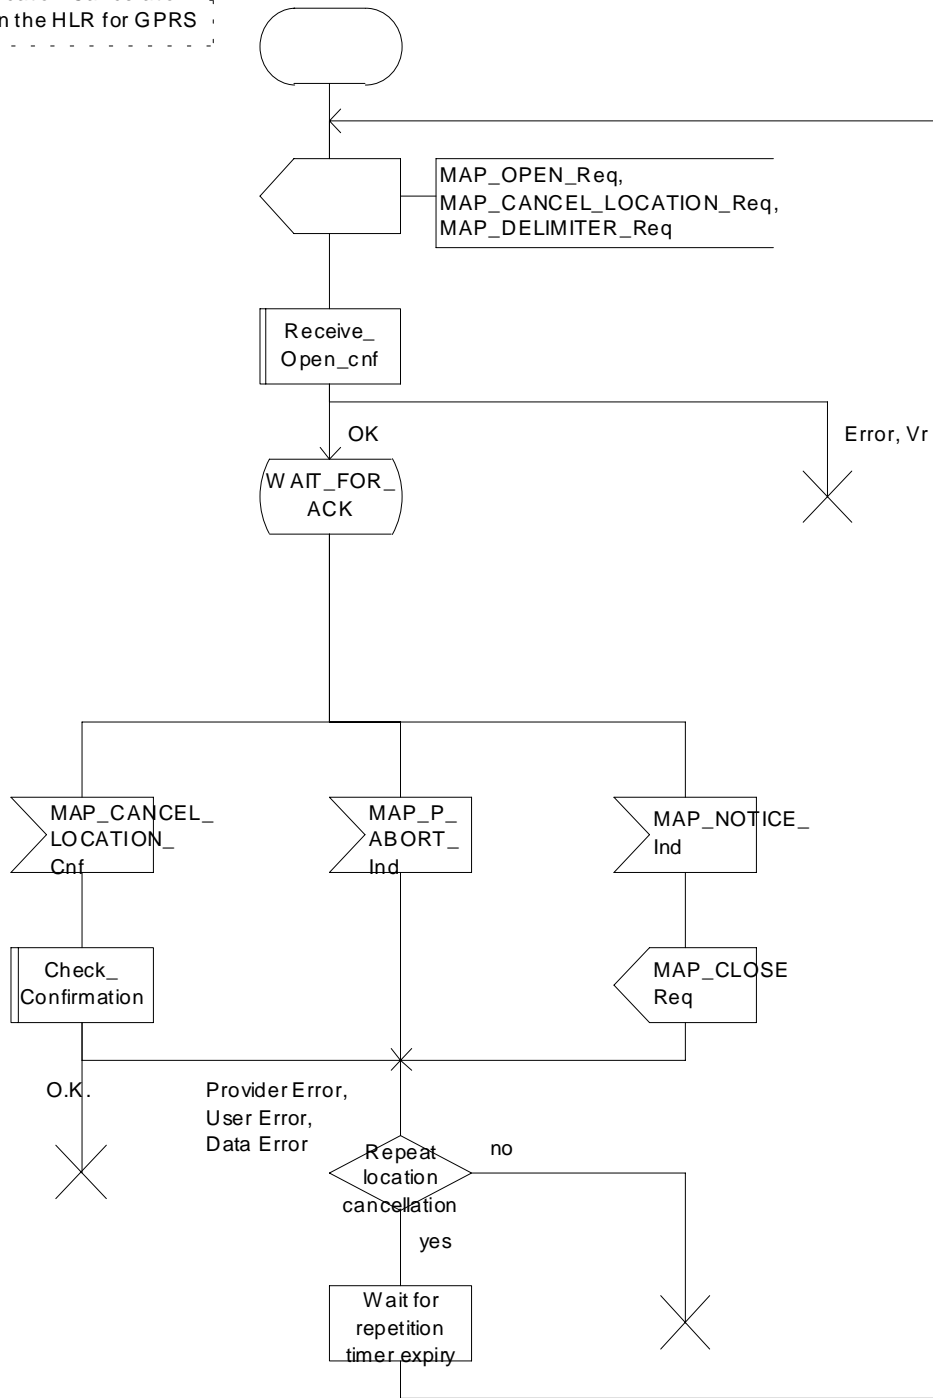 n the HLR for GPRS
MAP_OPEN_Req,
MAP_CANCEL_LOCATION_Req,
MAP_DELIMITER_Req
Receive_
Open_cnf
OK
Error, Vr
WAIT_FOR_
ACK
MAP_CANCEL_
LOCATION_
Cnf
MAP_P_
ABORT_
Ind
MAP_NOTICE_
Ind
Check_
Confirmation
MAP_CLOSE
Req
O.K.
Provider Error,
User Error,
Data Error
Repeat
location
cancellation
no
yes
Wait for
repetition
timer expiry